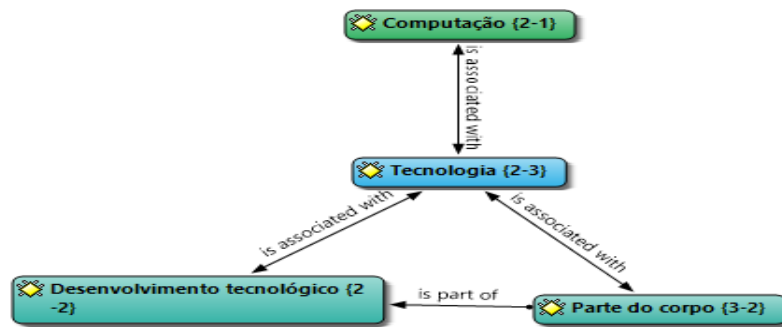 Computação {2-1}
is associated with
Tecnologia {2-3}
is associated with
is associated with
Desenvolvimento tecnológico {2
-2}
is part of
Parte do corpo {3-2}